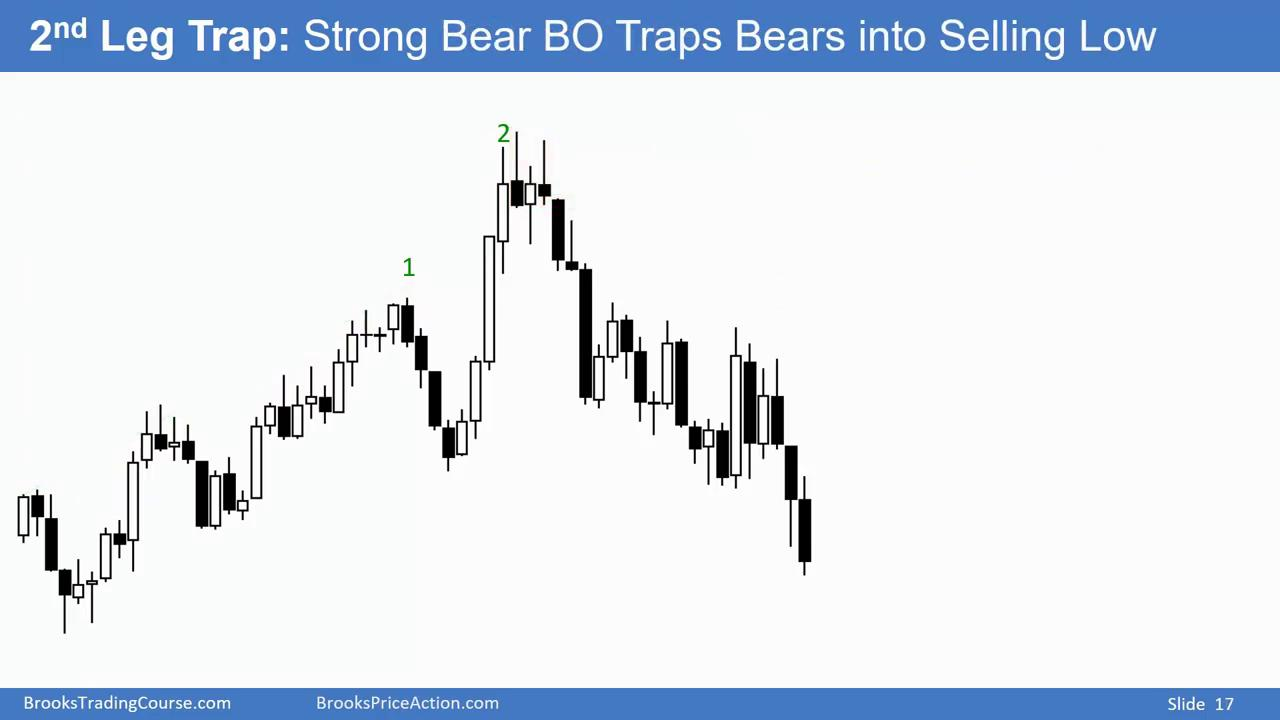 2nd Leg Trap: Strong Bear BO Traps Bears into Selling Low
2
1
BrooksTradingCourse.com BrooksPriceAction.com Slide 17